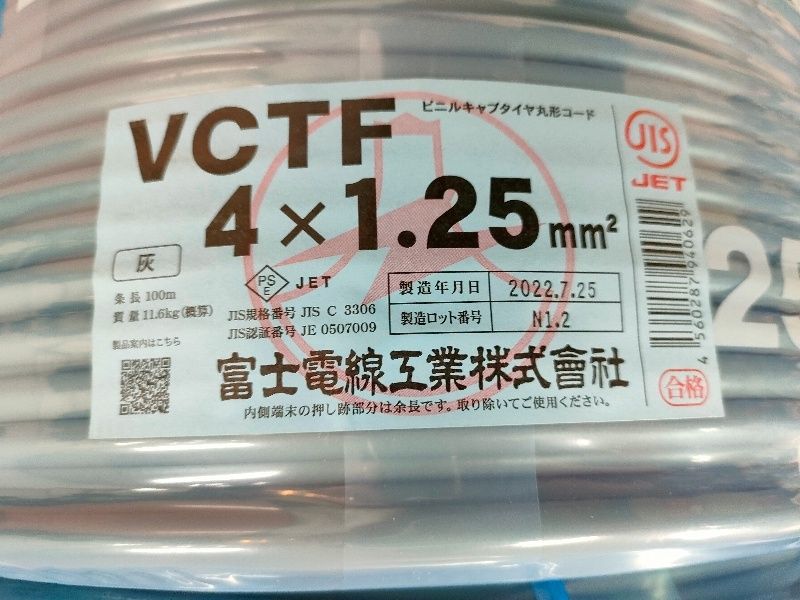 VCTF
ビニルキャブタイヤ丸形コード
4×1.25mm²
灰
PS
E
JET
条長 100m
質量 11.6kg(概算)
JIS規格番号 JIS C 3306
JIS認証番号 JE 0507009
製造年月日 2022.7.25
製造ロット番号 N1.2
製品案内はこちら
富士電線工業株式會社
内側端末の押し跡部分は余長です。取り除いてご使用ください。
JIS
JET
4560287940629
合格
25